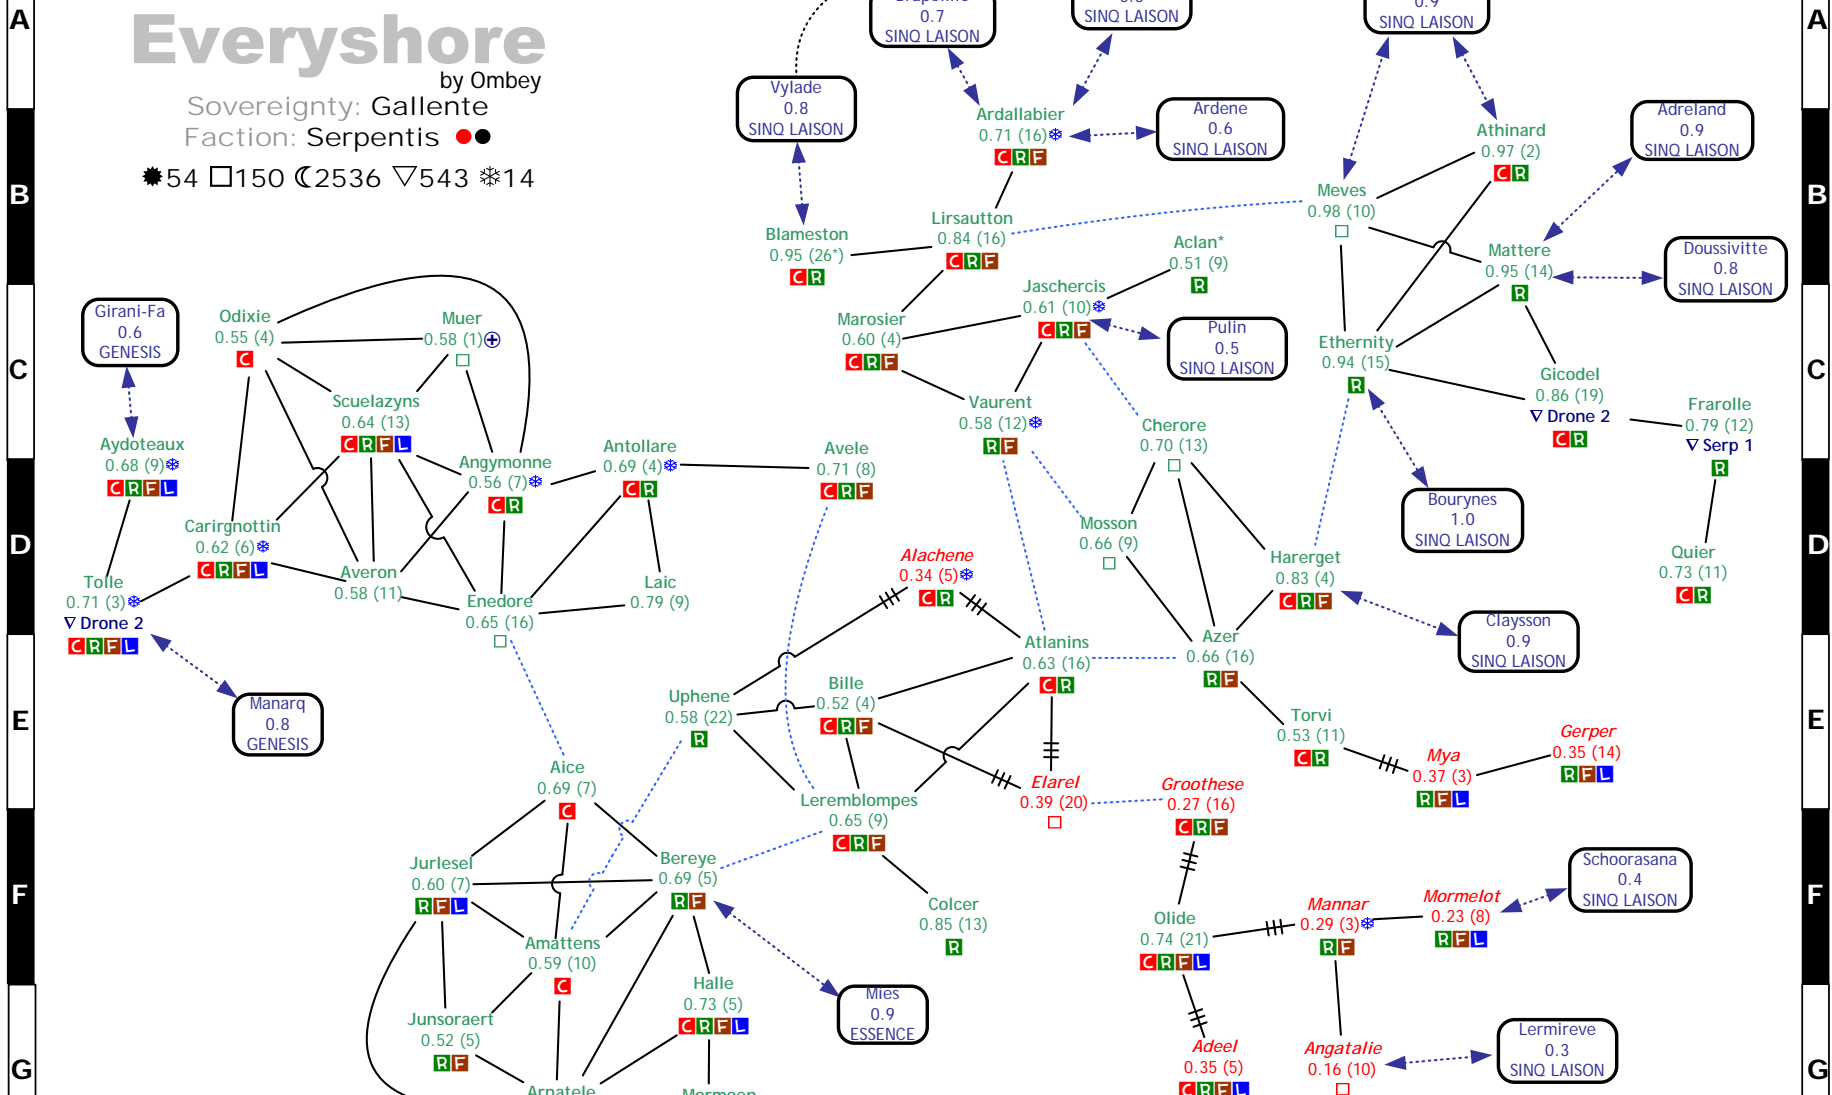 A
A
B
B
C
C
D
D
E
E
F
F
G
G
Everyshore
by Ombey
Sovereignty: Gallente
Faction: Serpentis
54 150 2536 543 14
0.7
SINQ LAISON
SINQ LAISON
SINQ LAISON
Vylade
0.8
SINQ LAISON
Ardallabier
0.71 (16)
C R F
Ardene
0.6
SINQ LAISON
Athinard
0.97 (2)
C R
Adreland
0.9
SINQ LAISON
Meves
0.98 (10)
Blameston
0.95 (26*)
C R
Lirsautton
0.84 (16)
C R F
Aclan*
0.51 (9)
R
Mattere
0.95 (14)
R
Doussivitte
0.8
SINQ LAISON
Girani-Fa
0.6
GENESIS
Odixie
0.55 (4)
C
Muer
0.58 (1)
Marosier
0.60 (4)
C R F
Jaschercis
0.61 (10)
C R F
Pulin
0.5
SINQ LAISON
Ethernity
0.94 (15)
R
Gicodel
0.86 (19)
Drone 2
C R
Frarolle
0.79 (12)
Serp 1
R
Scuelazyns
0.64 (13)
C R F L
Vaurent
0.58 (12)
R F
Cherore
0.70 (13)
Aydoteaux
0.68 (9)
C R F L
Angymonne
0.56 (7)
C R
Antollare
0.69 (4)
C R
Avele
0.71 (8)
C R F
Bourynes
1.0
SINQ LAISON
Carirgnottin
0.62 (6)
C R F L
Mosson
0.66 (9)
Harerget
0.83 (4)
C R F
Quier
0.73 (11)
C R
Tolle
0.71 (3)
Drone 2
C R F L
Averon
0.58 (11)
Enedore
0.65 (16)
Laic
0.79 (9)
Alachene
0.34 (5)
C R
Claysson
0.9
SINQ LAISON
Manarq
0.8
GENESIS
Uphene
0.58 (22)
R
Bille
0.52 (4)
C R F
Atlanins
0.63 (16)
C R
Azer
0.66 (16)
R F
Torvi
0.53 (11)
C R
Mya
0.37 (3)
R F L
Gerper
0.35 (14)
R F L
Aice
0.69 (7)
C
Leremblompes
0.65 (9)
C R F
Elarel
0.39 (20)
Groothese
0.27 (16)
C R F
Jurlesel
0.60 (7)
R F L
Bereye
0.69 (5)
R F
Colcer
0.85 (13)
R
Olide
0.74 (21)
C R F L
Mannar
0.29 (3)
R F
Mormelot
0.23 (8)
R F L
Schoorasana
0.4
SINQ LAISON
Amattens
0.59 (10)
C
Halle
0.73 (5)
C R F L
Mies
0.9
ESSENCE
Junsoraert
0.52 (5)
R F
Adeel
0.35 (5)
C R F L
Angatalie
0.16 (10)
Lermireve
0.3
SINQ LAISON
Arnatele